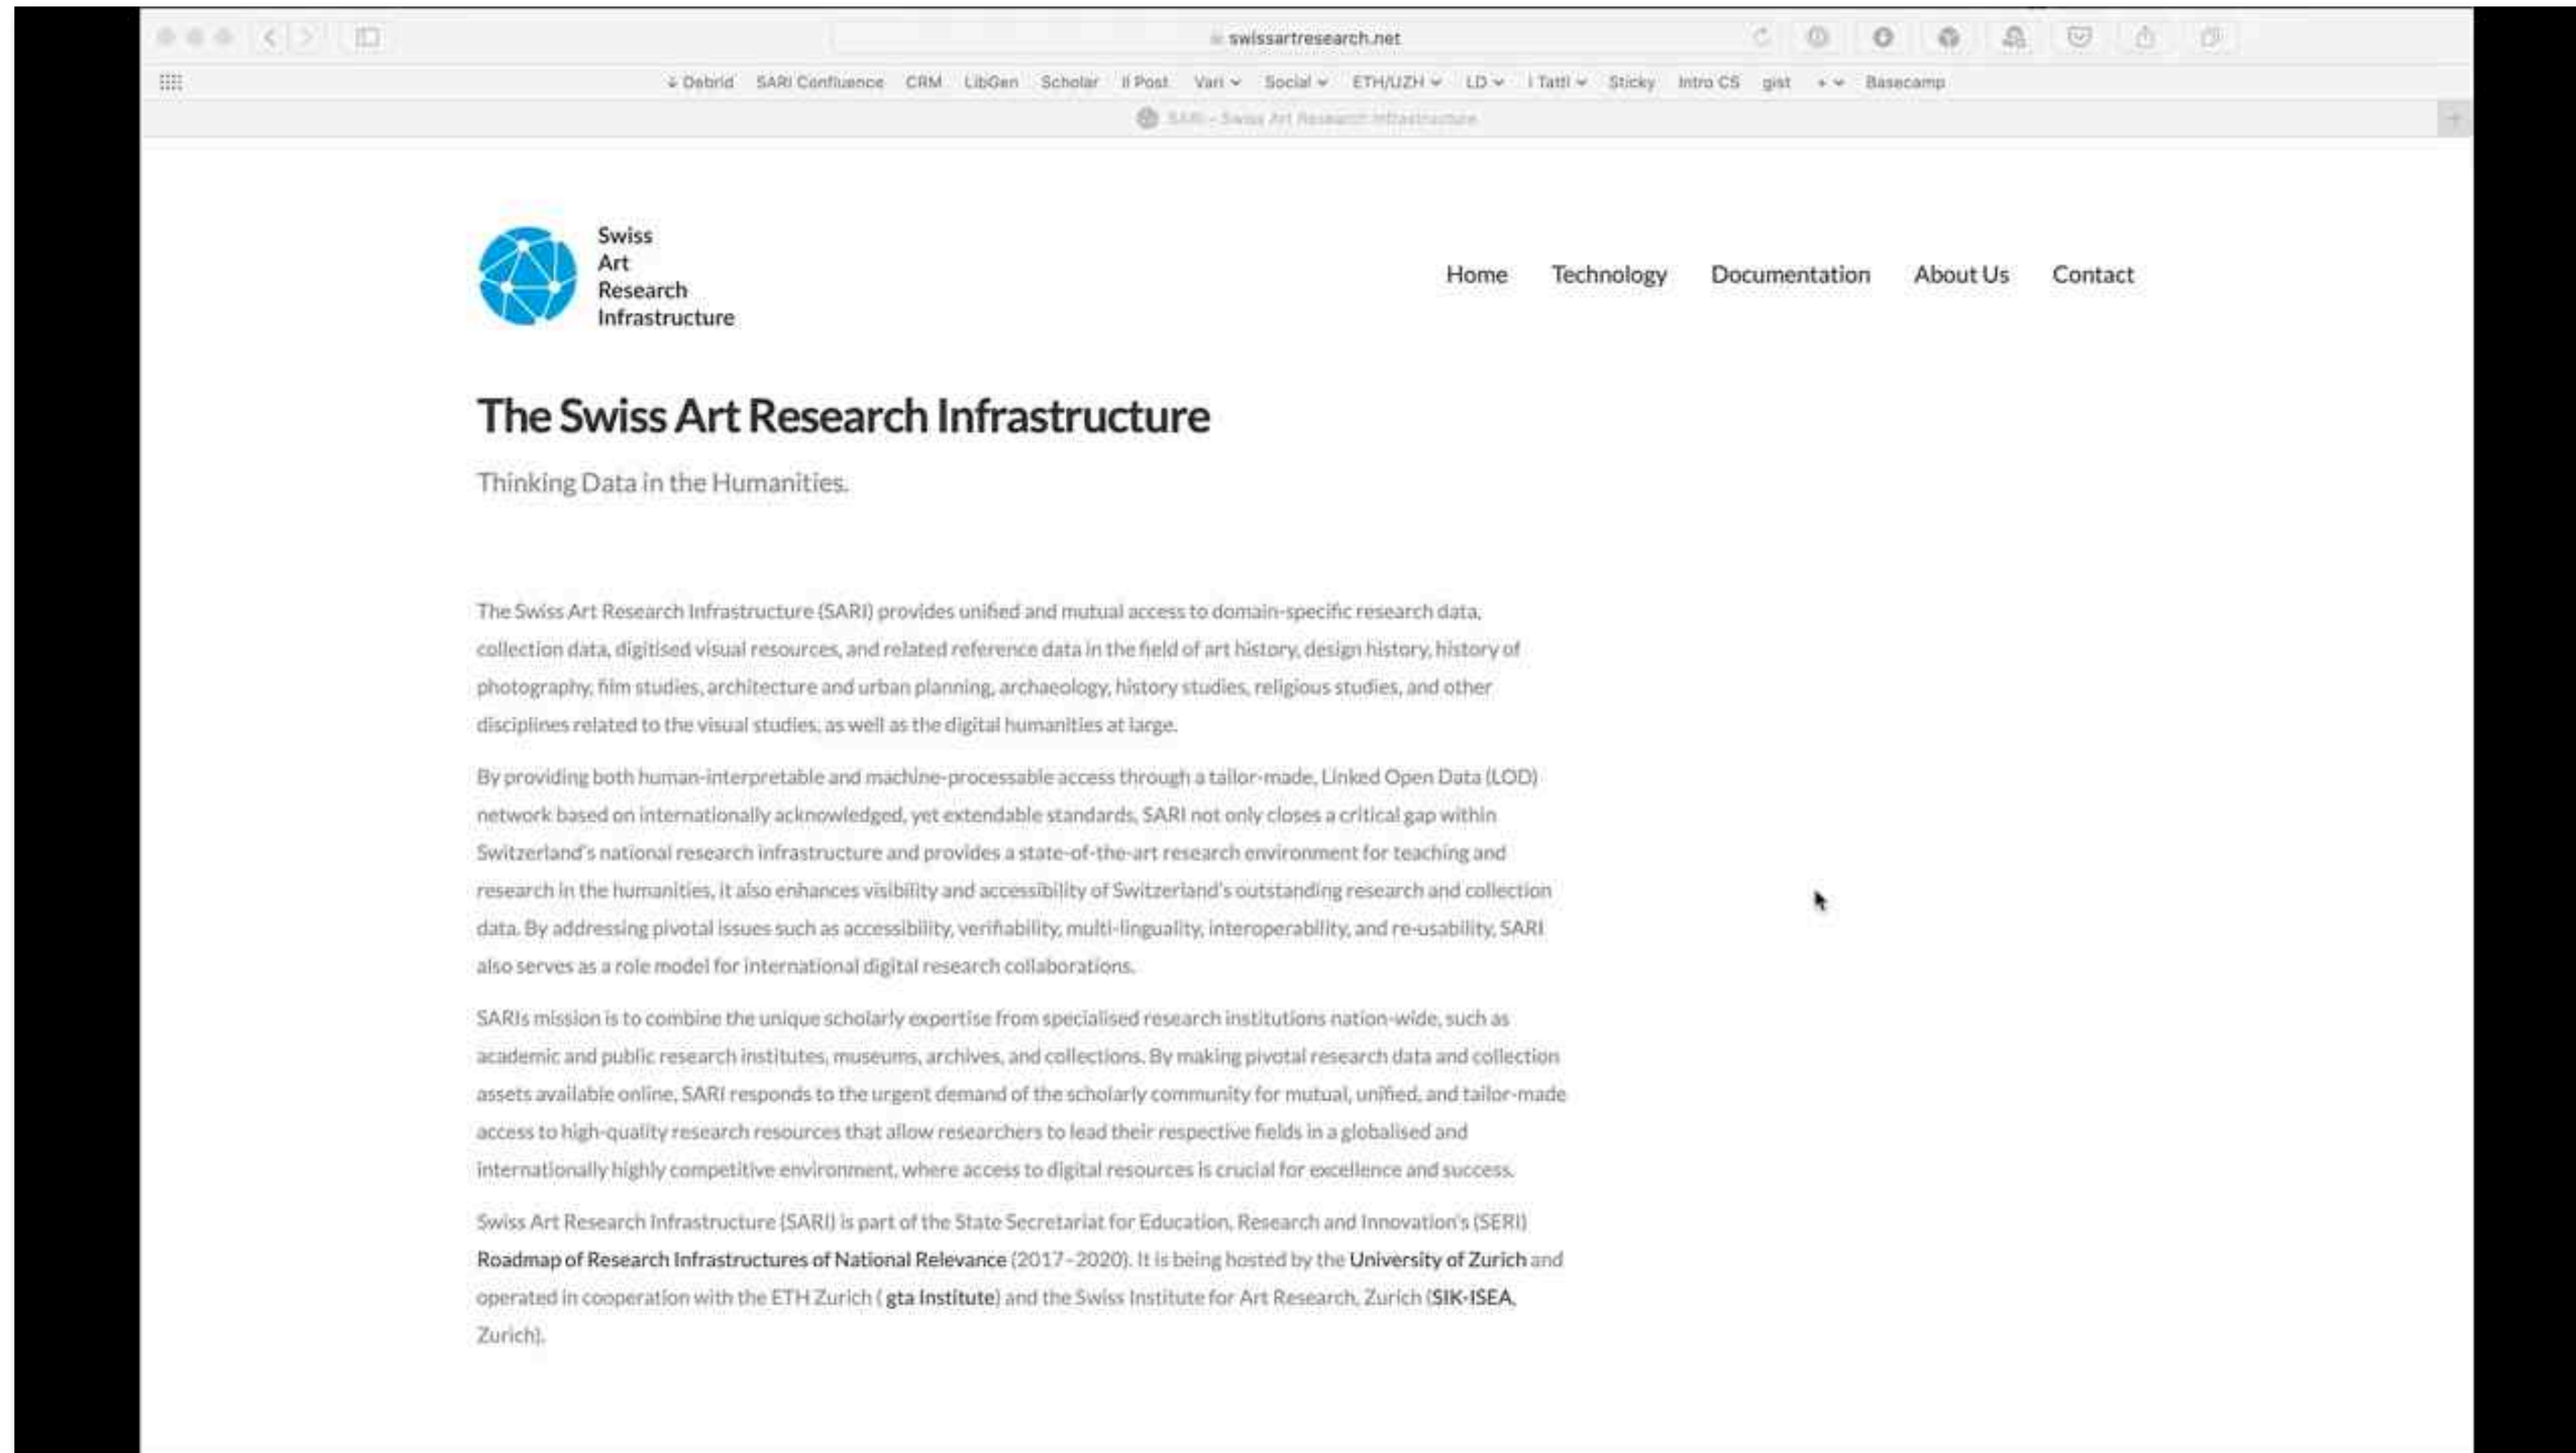 swissartresearch.net
Debrid SARI Confluence CRM LibGen Scholar Il Post Vari Social ETH/UZH LD I Tatti Sticky Intro CS gist + Basecamp
SARI – Swiss Art Research Infrastructure
Swiss
Art
Research
Infrastructure
Home Technology Documentation About Us Contact
The Swiss Art Research Infrastructure
Thinking Data in the Humanities.
The Swiss Art Research Infrastructure (SARI) provides unified and mutual access to domain-specific research data,
collection data, digitised visual resources, and related reference data in the field of art history, design history, history of
photography, film studies, architecture and urban planning, archaeology, history studies, religious studies, and other
disciplines related to the visual studies, as well as the digital humanities at large.
By providing both human-interpretable and machine-processable access through a tailor-made, Linked Open Data (LOD)
network based on internationally acknowledged, yet extendable standards, SARI not only closes a critical gap within
Switzerland's national research infrastructure and provides a state-of-the-art research environment for teaching and
research in the humanities, it also enhances visibility and accessibility of Switzerland's outstanding research and collection
data. By addressing pivotal issues such as accessibility, verifiability, multi-linguality, interoperability, and re-usability, SARI
also serves as a role model for international digital research collaborations.
SARIs mission is to combine the unique scholarly expertise from specialised research institutions nation-wide, such as
academic and public research institutes, museums, archives, and collections. By making pivotal research data and collection
assets available online, SARI responds to the urgent demand of the scholarly community for mutual, unified, and tailor-made
access to high-quality research resources that allow researchers to lead their respective fields in a globalised and
internationally highly competitive environment, where access to digital resources is crucial for excellence and success.
Swiss Art Research Infrastructure (SARI) is part of the State Secretariat for Education, Research and Innovation's (SERI)
Roadmap of Research Infrastructures of National Relevance (2017–2020). It is being hosted by the University of Zurich and
operated in cooperation with the ETH Zurich ( gta Institute) and the Swiss Institute for Art Research, Zurich (SIK-ISEA,
Zurich).